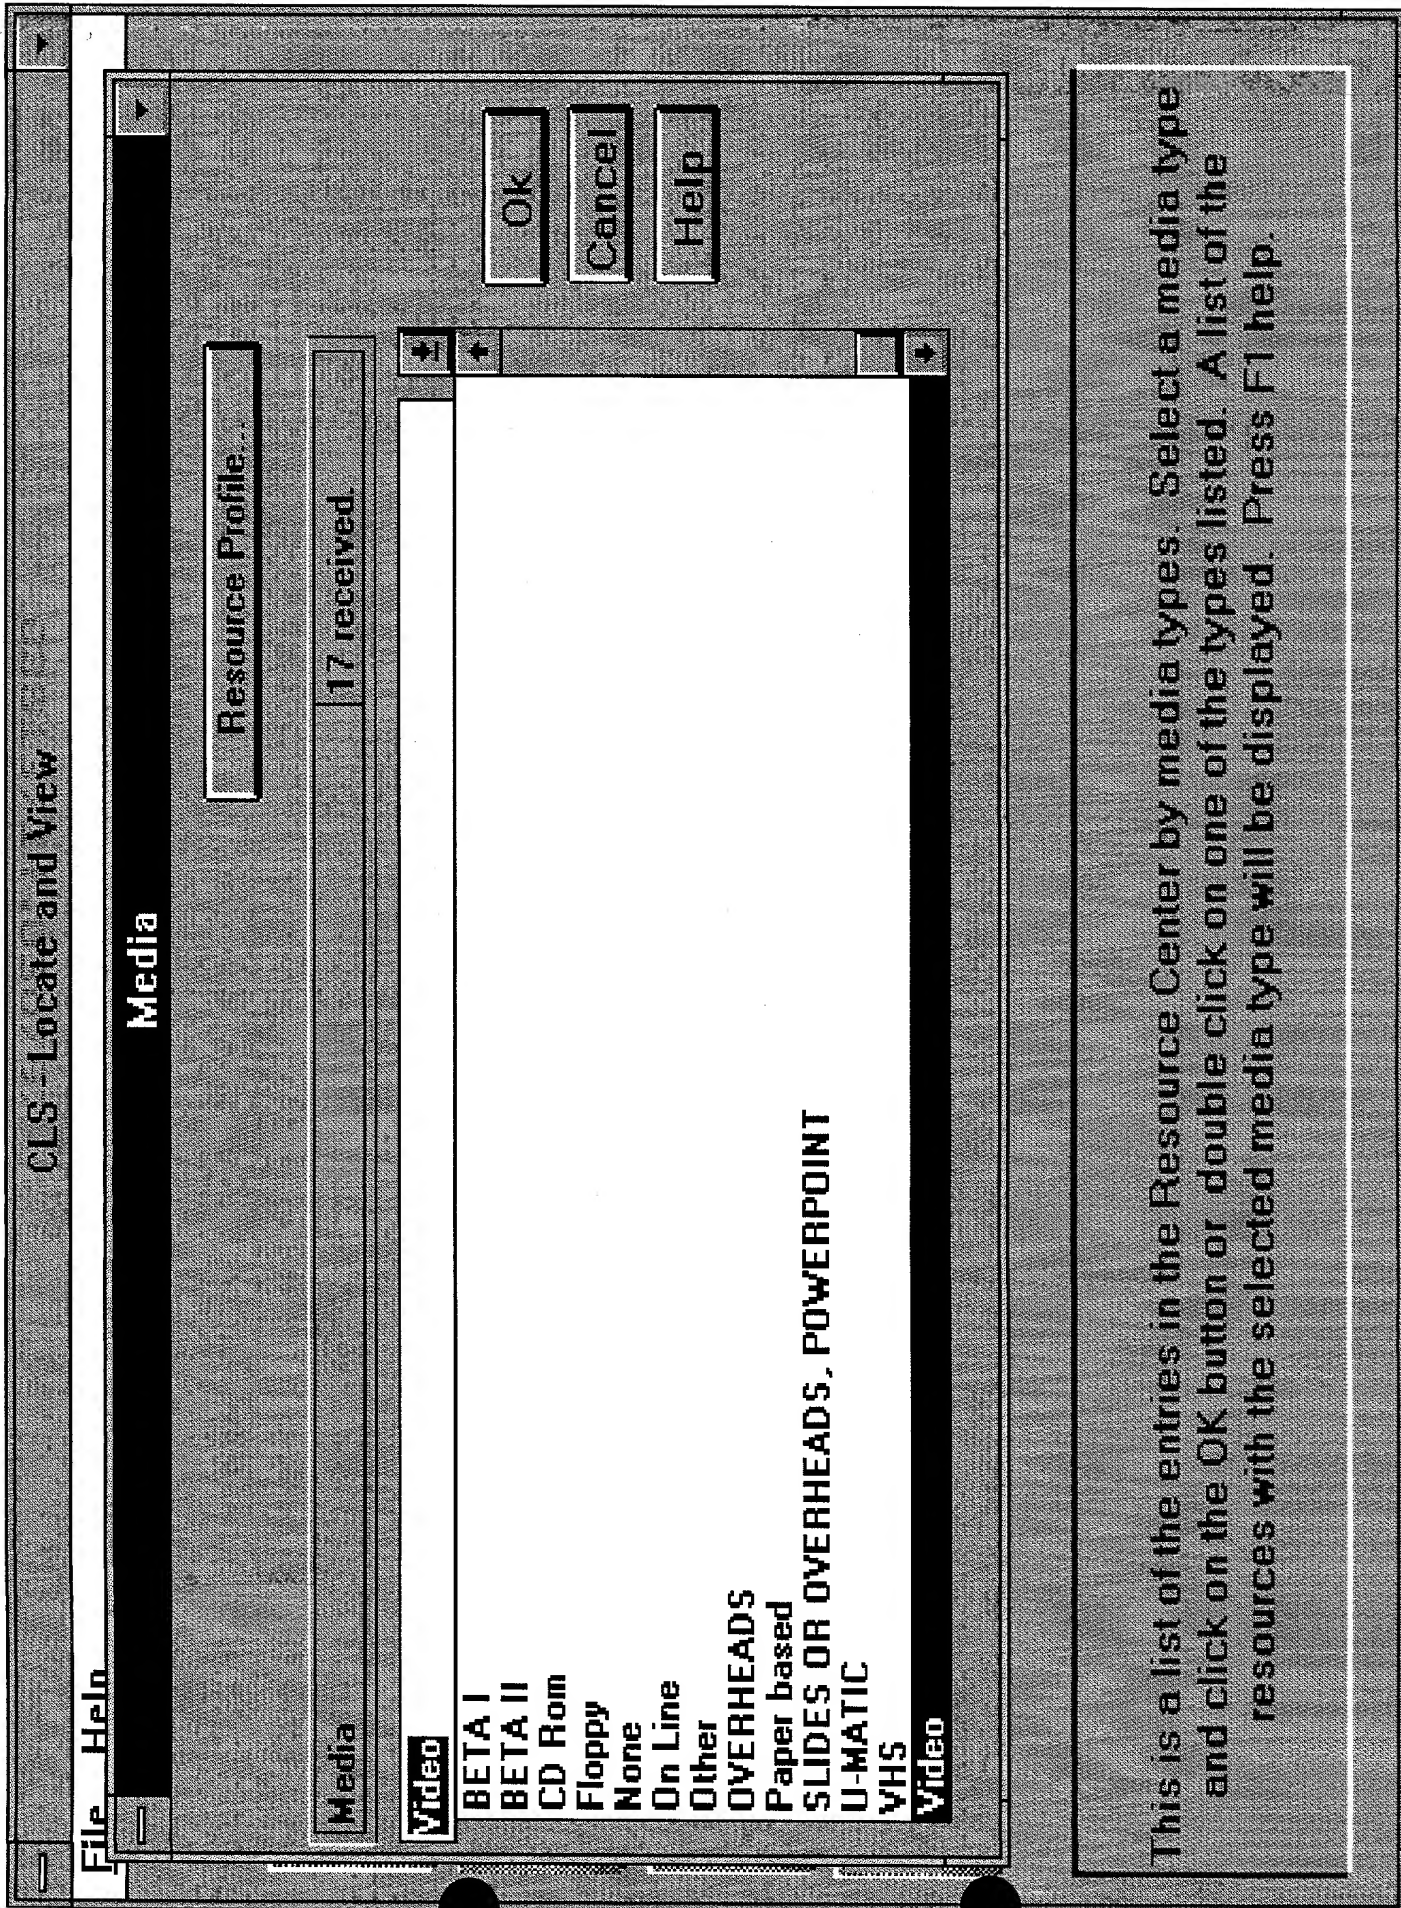 CLS - Locate and View
File Help
Media
Resource Profile...
Media
17 received.
Video
BETA I
BETA II
CD Rom
Floppy
None
On Line
Other
OVERHEADS
Paper based
SLIDES OR OVERHEADS, POWERPOINT
U-MATIC
VHS
Video
Ok
Cancel
Help
This is a list of the entries in the Resource Center by media types. Select a media type
and click on the OK button or double click on one of the types listed. A list of the
resources with the selected media type will be displayed. Press F1 help.